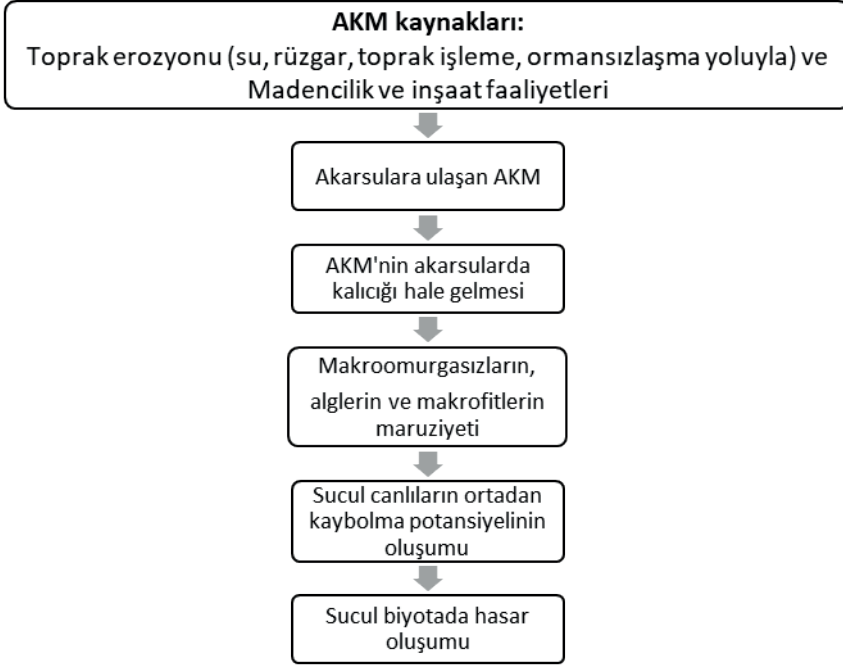 AKM kaynakları:
Toprak erozyonu (su, rüzgar, toprak işleme, ormansızlaşma yoluyla) ve
Madencilik ve inşaat faaliyetleri
Akarsulara ulaşan AKM
AKM'nin akarsularda
kalıcığı hale gelmesi
Makroomurgasızların,
alglerin ve makrofitlerin
maruziyeti
Sucul canlıların ortadan
kaybolma potansiyelinin
oluşumu
Sucul biyotada hasar
oluşumu